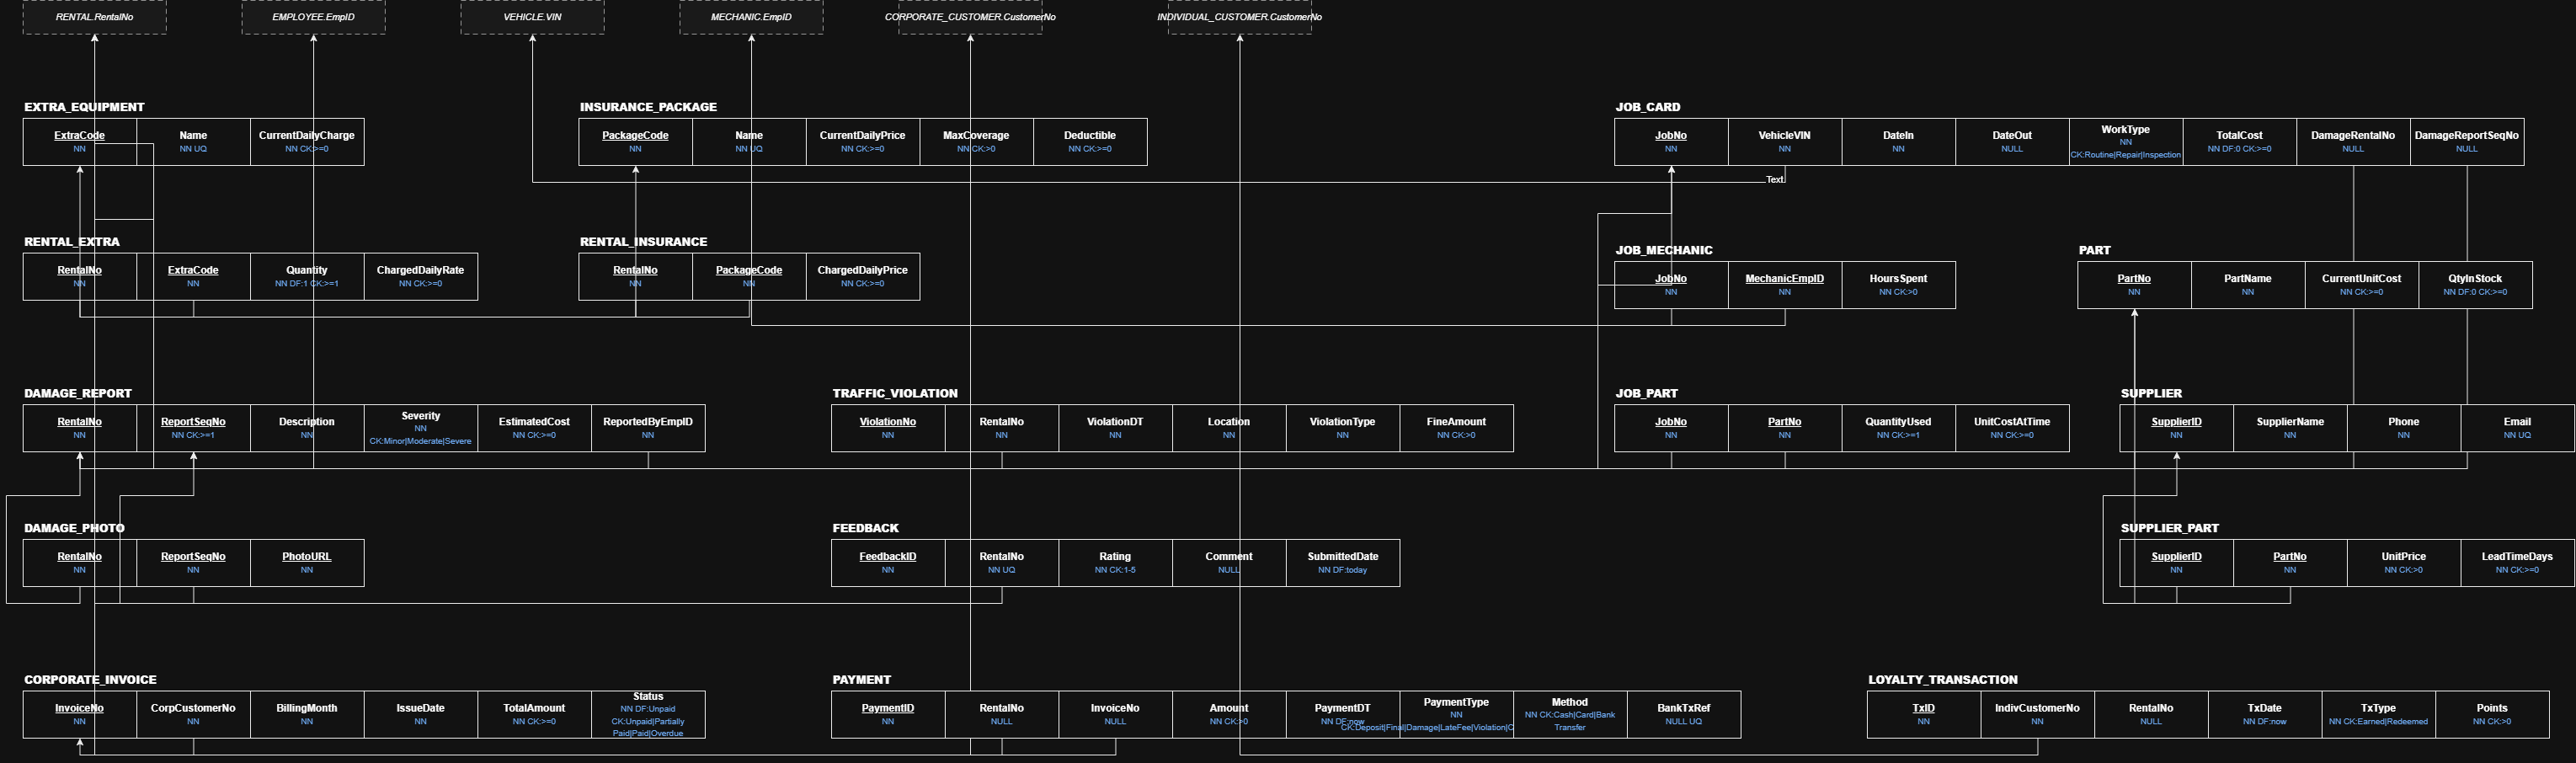 RENTAL.RentalNo
EMPLOYEE.EmpID
VEHICLE.VIN
MECHANIC.EmpID
CORPORATE_CUSTOMER.CustomerNo
INDIVIDUAL_CUSTOMER.CustomerNo
EXTRA_EQUIPMENT
ExtraCode
NN
Name
NN UQ
CurrentDailyCharge
NN CK:>=0
INSURANCE_PACKAGE
PackageCode
NN
Name
NN UQ
CurrentDailyPrice
NN CK:>=0
MaxCoverage
NN CK:>0
Deductible
NN CK:>=0
JOB_CARD
JobNo
NN
VehicleVIN
NN
DateIn
NN
DateOut
NULL
WorkType
NN
CK:Routine|Repair|Inspection
TotalCost
NN DF:0 CK:>=0
DamageRentalNo
NULL
DamageReportSeqNo
NULL
Text
RENTAL_EXTRA
RentalNo
NN
ExtraCode
NN
Quantity
NN DF:1 CK:>=1
ChargedDailyRate
NN CK:>=0
RENTAL_INSURANCE
RentalNo
NN
PackageCode
NN
ChargedDailyPrice
NN CK:>=0
JOB_MECHANIC
JobNo
NN
MechanicEmpID
NN
HoursSpent
NN CK:>0
PART
PartNo
NN
PartName
NN
CurrentUnitCost
NN CK:>=0
QtyInStock
NN DF:0 CK:>=0
DAMAGE_REPORT
RentalNo
NN
ReportSeqNo
NN CK:>=1
Description
NN
Severity
NN
CK:Minor|Moderate|Severe
EstimatedCost
NN CK:>=0
ReportedByEmpID
NN
TRAFFIC_VIOLATION
ViolationNo
NN
RentalNo
NN
ViolationDT
NN
Location
NN
ViolationType
NN
FineAmount
NN CK:>0
JOB_PART
JobNo
NN
PartNo
NN
QuantityUsed
NN CK:>=1
UnitCostAtTime
NN CK:>=0
SUPPLIER
SupplierID
NN
SupplierName
NN
Phone
NN
Email
NN UQ
DAMAGE_PHOTO
RentalNo
NN
ReportSeqNo
NN
PhotoURL
NN
FEEDBACK
FeedbackID
NN
RentalNo
NN UQ
Rating
NN CK:1-5
Comment
NULL
SubmittedDate
NN DF:today
SUPPLIER_PART
SupplierID
NN
PartNo
NN
UnitPrice
NN CK:>0
LeadTimeDays
NN CK:>=0
CORPORATE_INVOICE
InvoiceNo
NN
CorpCustomerNo
NN
BillingMonth
NN
IssueDate
NN
TotalAmount
NN CK:>=0
Status
NN DF:Unpaid
CK:Unpaid|Partially
Paid|Paid|Overdue
PAYMENT
PaymentID
NN
RentalNo
NULL
InvoiceNo
NULL
Amount
NN CK:>0
PaymentDT
NN DF:now
PaymentType
NN
CK:Deposit|Final|Damage|LateFee|Violation|C
Method
NN CK:Cash|Card|Bank
Transfer
BankTxRef
NULL UQ
LOYALTY_TRANSACTION
TxID
NN
IndivCustomerNo
NN
RentalNo
NULL
TxDate
NN DF:now
TxType
NN CK:Earned|Redeemed
Points
NN CK:>0